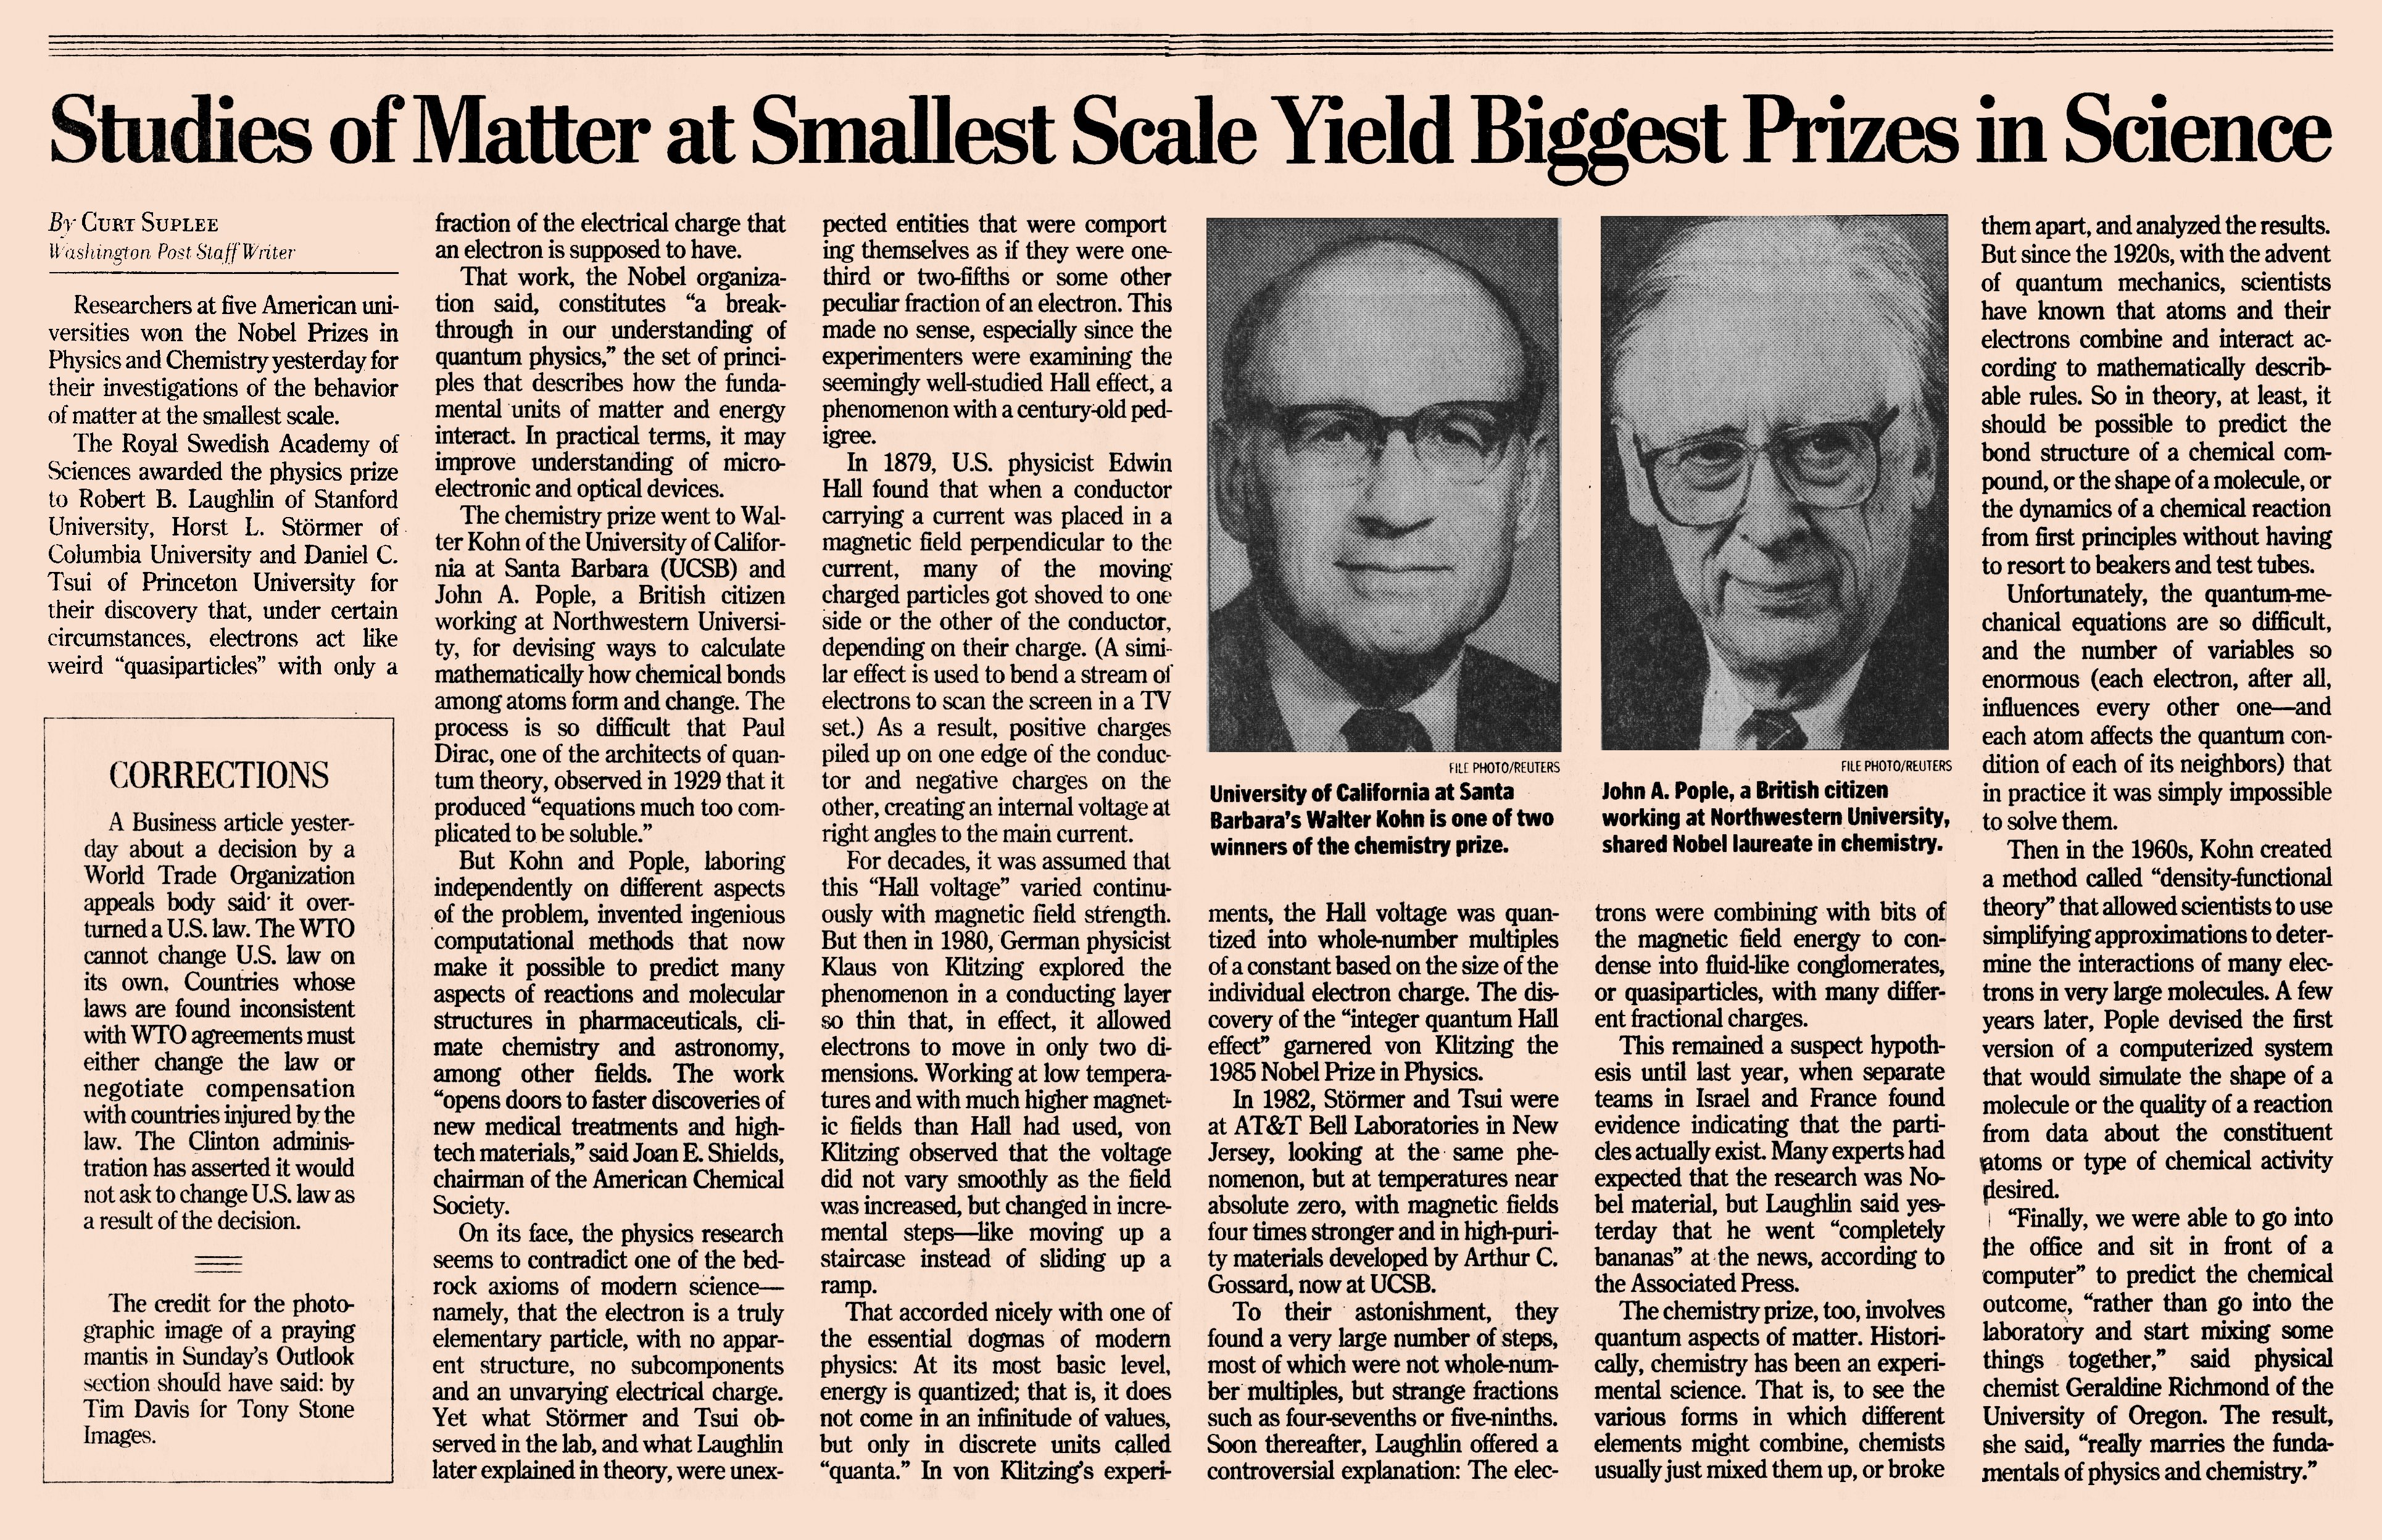 Studies of Matter at Smallest Scale Yield Biggest Prizes in Science
By CURT SUPLEE
Washington Post Staff Writer
Researchers at five American uni-
versities won the Nobel Prizes in
Physics and Chemistry yesterday for
their investigations of the behavior
of matter at the smallest scale.
The Royal Swedish Academy of
Sciences awarded the physics prize
to Robert B. Laughlin of Stanford
University, Horst L. Störmer of
Columbia University and Daniel C.
Tsui of Princeton University for
their discovery that, under certain
circumstances, electrons act like
weird “quasiparticles” with only a
fraction of the electrical charge that
an electron is supposed to have.
That work, the Nobel organiza-
tion said, constitutes “a break-
through in our understanding of
quantum physics,” the set of princi-
ples that describes how the funda-
mental units of matter and energy
interact. In practical terms, it may
improve understanding of micro-
electronic and optical devices.
The chemistry prize went to Wal-
ter Kohn of the University of Califor-
nia at Santa Barbara (UCSB) and
John A. Pople, a British citizen
working at Northwestern Universi-
ty, for devising ways to calculate
mathematically how chemical bonds
among atoms form and change. The
process is so difficult that Paul
Dirac, one of the architects of quan-
tum theory, observed in 1929 that it
produced “equations much too com-
plicated to be soluble.”
But Kohn and Pople, laboring
independently on different aspects
of the problem, invented ingenious
computational methods that now
make it possible to predict many
aspects of reactions and molecular
structures in pharmaceuticals, cli-
mate chemistry and astronomy,
among other fields. The work
“opens doors to faster discoveries of
new medical treatments and high-
tech materials,” said Joan E. Shields,
chairman of the American Chemical
Society.
On its face, the physics research
seems to contradict one of the bed-
rock axioms of modern science—
namely, that the electron is a truly
elementary particle, with no appar-
ent structure, no subcomponents
and an unvarying electrical charge.
Yet what Störmer and Tsui ob-
served in the lab, and what Laughlin
later explained in theory, were unex-
pected entities that were comport
ing themselves as if they were one-
third or two-fifths or some other
peculiar fraction of an electron. This
made no sense, especially since the
experimenters were examining the
seemingly well-studied Hall effect, a
phenomenon with a century-old ped-
igree.
In 1879, U.S. physicist Edwin
Hall found that when a conductor
carrying a current was placed in a
magnetic field perpendicular to the
current, many of the moving
charged particles got shoved to one
side or the other of the conductor,
depending on their charge. (A simi-
lar effect is used to bend a stream of
electrons to scan the screen in a TV
set.) As a result, positive charges
piled up on one edge of the conduc-
tor and negative charges on the
other, creating an internal voltage at
right angles to the main current.
For decades, it was assumed that
this “Hall voltage” varied continu-
ously with magnetic field strength.
But then in 1980, German physicist
Klaus von Klitzing explored the
phenomenon in a conducting layer
so thin that, in effect, it allowed
electrons to move in only two di-
mensions. Working at low tempera-
tures and with much higher magnet-
ic fields than Hall had used, von
Klitzing observed that the voltage
did not vary smoothly as the field
was increased, but changed in incre-
mental steps—like moving up a
staircase instead of sliding up a
ramp.
That accorded nicely with one of
the essential dogmas of modern
physics: At its most basic level,
energy is quantized; that is, it does
not come in an infinitude of values,
but only in discrete units called
“quanta.” In von Klitzing’s experi-
FILE PHOTO/REUTERS
University of California at Santa
Barbara’s Walter Kohn is one of two
winners of the chemistry prize.
FILE PHOTO/REUTERS
John A. Pople, a British citizen
working at Northwestern University,
shared Nobel laureate in chemistry.
ments, the Hall voltage was quan-
tized into whole-number multiples
of a constant based on the size of the
individual electron charge. The dis-
covery of the “integer quantum Hall
effect” garnered von Klitzing the
1985 Nobel Prize in Physics.
In 1982, Störmer and Tsui were
at AT&T Bell Laboratories in New
Jersey, looking at the same phe-
nomenon, but at temperatures near
absolute zero, with magnetic fields
four times stronger and in high-puri-
ty materials developed by Arthur C.
Gossard, now at UCSB.
To their astonishment, they
found a very large number of steps,
most of which were not whole-num-
ber multiples, but strange fractions
such as four-sevenths or five-ninths.
Soon thereafter, Laughlin offered a
controversial explanation: The elec-
trons were combining with bits of
the magnetic field energy to con-
dense into fluid-like conglomerates,
or quasiparticles, with many differ-
ent fractional charges.
This remained a suspect hypoth-
esis until last year, when separate
teams in Israel and France found
evidence indicating that the parti-
cles actually exist. Many experts had
expected that the research was No-
bel material, but Laughlin said yes-
terday that he went “completely
bananas” at the news, according to
the Associated Press.
The chemistry prize, too, involves
quantum aspects of matter. Histori-
cally, chemistry has been an experi-
mental science. That is, to see the
various forms in which different
elements might combine, chemists
usually just mixed them up, or broke
them apart, and analyzed the results.
But since the 1920s, with the advent
of quantum mechanics, scientists
have known that atoms and their
electrons combine and interact ac-
cording to mathematically describ-
able rules. So in theory, at least, it
should be possible to predict the
bond structure of a chemical com-
pound, or the shape of a molecule, or
the dynamics of a chemical reaction
from first principles without having
to resort to beakers and test tubes.
Unfortunately, the quantum-me-
chanical equations are so difficult,
and the number of variables so
enormous (each electron, after all,
influences every other one—and
each atom affects the quantum con-
dition of each of its neighbors) that
in practice it was simply impossible
to solve them.
Then in the 1960s, Kohn created
a method called “density-functional
theory” that allowed scientists to use
simplifying approximations to deter-
mine the interactions of many elec-
trons in very large molecules. A few
years later, Pople devised the first
version of a computerized system
that would simulate the shape of a
molecule or the quality of a reaction
from data about the constituent
atoms or type of chemical activity
desired.
“Finally, we were able to go into
the office and sit in front of a
computer” to predict the chemical
outcome, “rather than go into the
laboratory and start mixing some
things together,” said physical
chemist Geraldine Richmond of the
University of Oregon. The result,
she said, “really marries the funda-
mentals of physics and chemistry.”
CORRECTIONS
A Business article yester-
day about a decision by a
World Trade Organization
appeals body said it over-
turned a U.S. law. The WTO
cannot change U.S. law on
its own. Countries whose
laws are found inconsistent
with WTO agreements must
either change the law or
negotiate compensation
with countries injured by the
law. The Clinton adminis-
tration has asserted it would
not ask to change U.S. law as
a result of the decision.
The credit for the photo-
graphic image of a praying
mantis in Sunday’s Outlook
section should have said: by
Tim Davis for Tony Stone
Images.